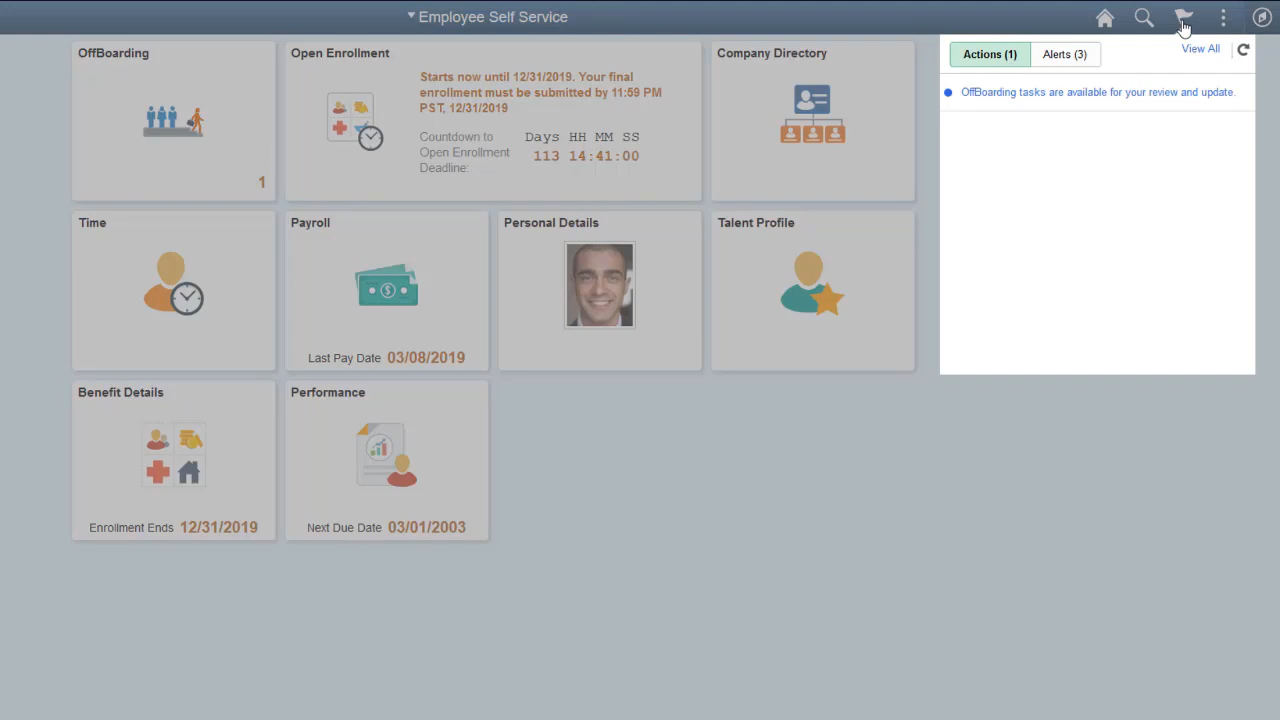 Employee Self Service
OffBoarding
1
Open Enrollment
Starts now until 12/31/2019. Your final
enrollment must be submitted by 11:59 PM
PST, 12/31/2019
Countdown to
Open Enrollment
Deadline:
Days HH MM SS
113 14:41:00
Company Directory
Actions (1)
Alerts (3)
View All
OffBoarding tasks are available for your review and update.
Time
Payroll
Last Pay Date 03/08/2019
Personal Details
Talent Profile
Benefit Details
Enrollment Ends 12/31/2019
Performance
Next Due Date 03/01/2003